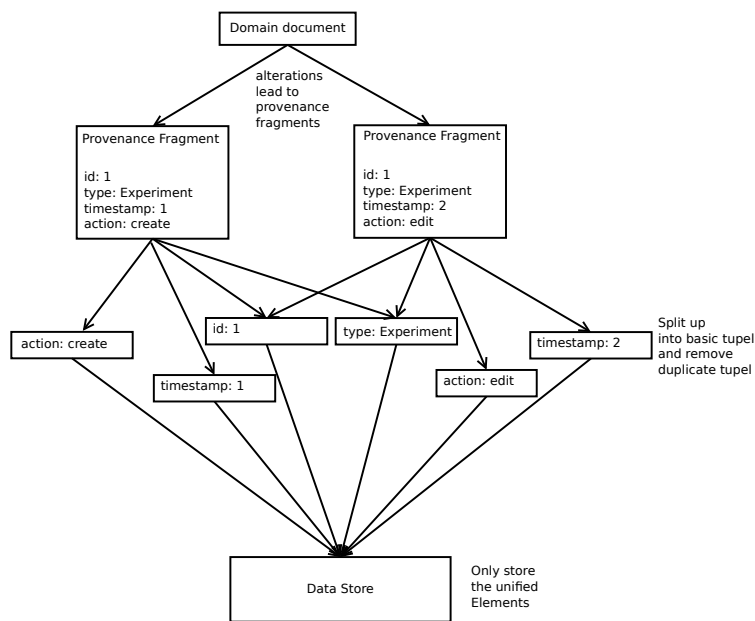 Domain document
alterations
lead to
provenance
fragments
Provenance Fragment
id: 1
type: Experiment
timestamp: 1
action: create
Provenance Fragment
id: 1
type: Experiment
timestamp: 2
action: edit
action: create
timestamp: 1
id: 1
type: Experiment
action: edit
timestamp: 2
Split up
into basic tupel
and remove
duplicate tupel
Data Store
Only store
the unified
Elements